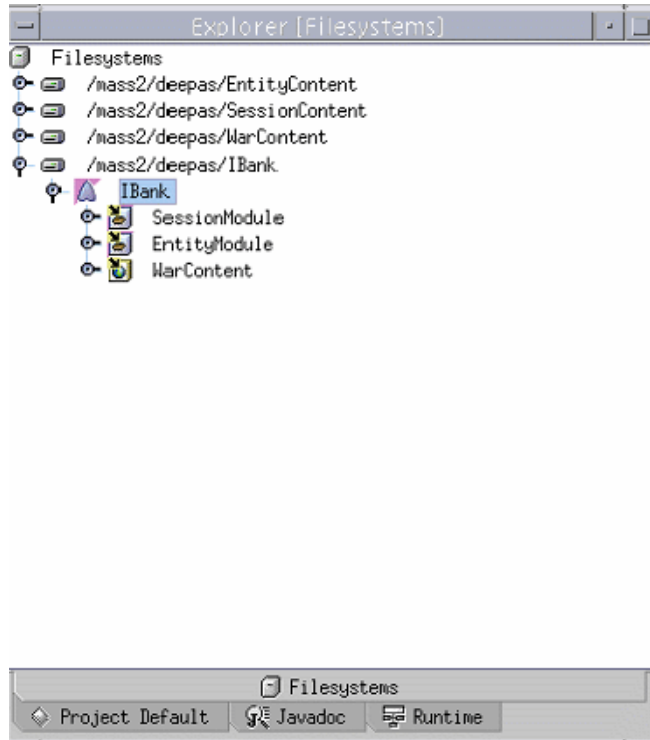 Explorer [Filesystems]
Filesystems
/mass2/deepas/EntityContent
/mass2/deepas/SessionContent
/mass2/deepas/WarContent
/mass2/deepas/IBank
IBank
SessionModule
EntityModule
WarContent
Filesystems
Project Default Javadoc Runtime